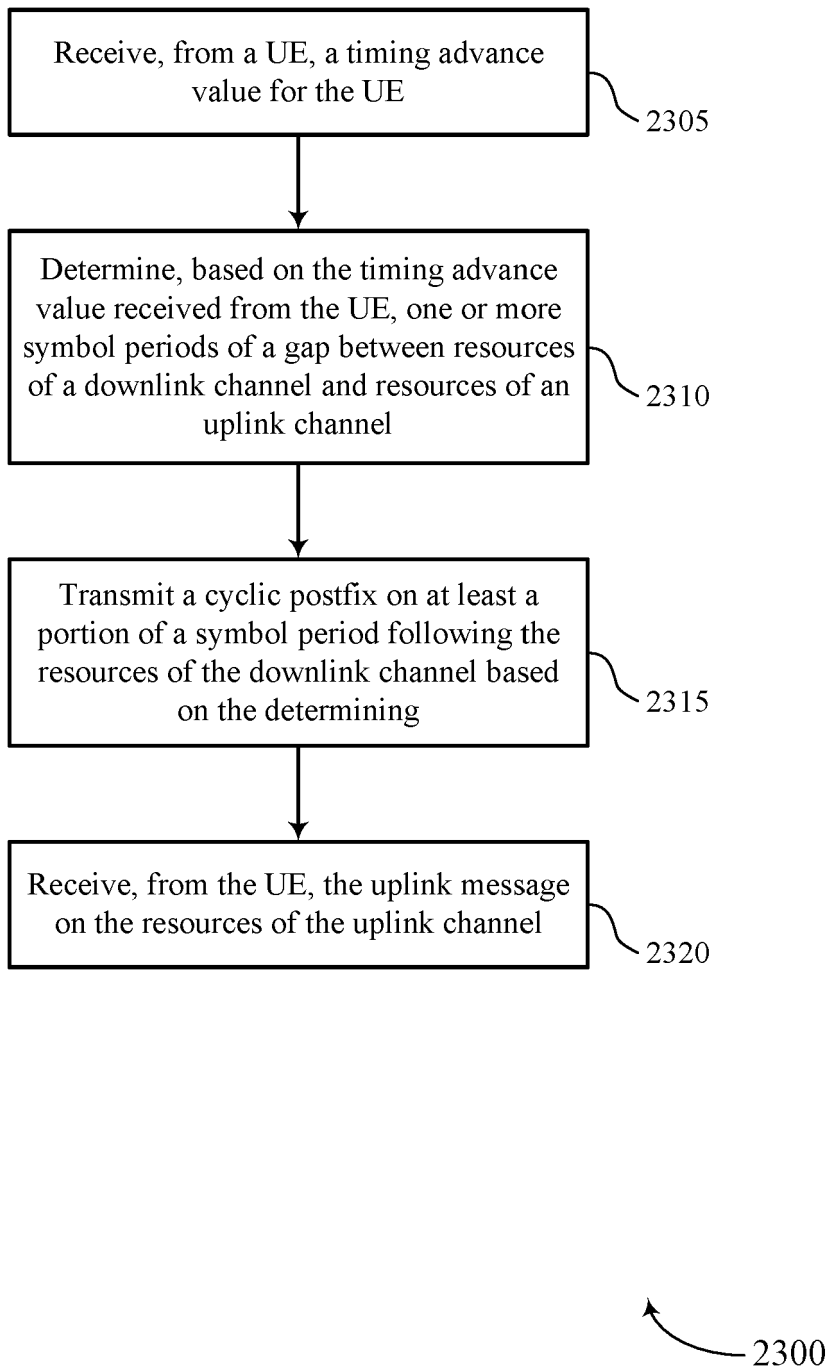 Receive, from a UE, a timing advance
value for the UE
2305
Determine, based on the timing advance
value received from the UE, one or more
symbol periods of a gap between resources
of a downlink channel and resources of an
uplink channel
2310
Transmit a cyclic postfix on at least a
portion of a symbol period following the
resources of the downlink channel based
on the determining
2315
Receive, from the UE, the uplink message
on the resources of the uplink channel
2320
2300